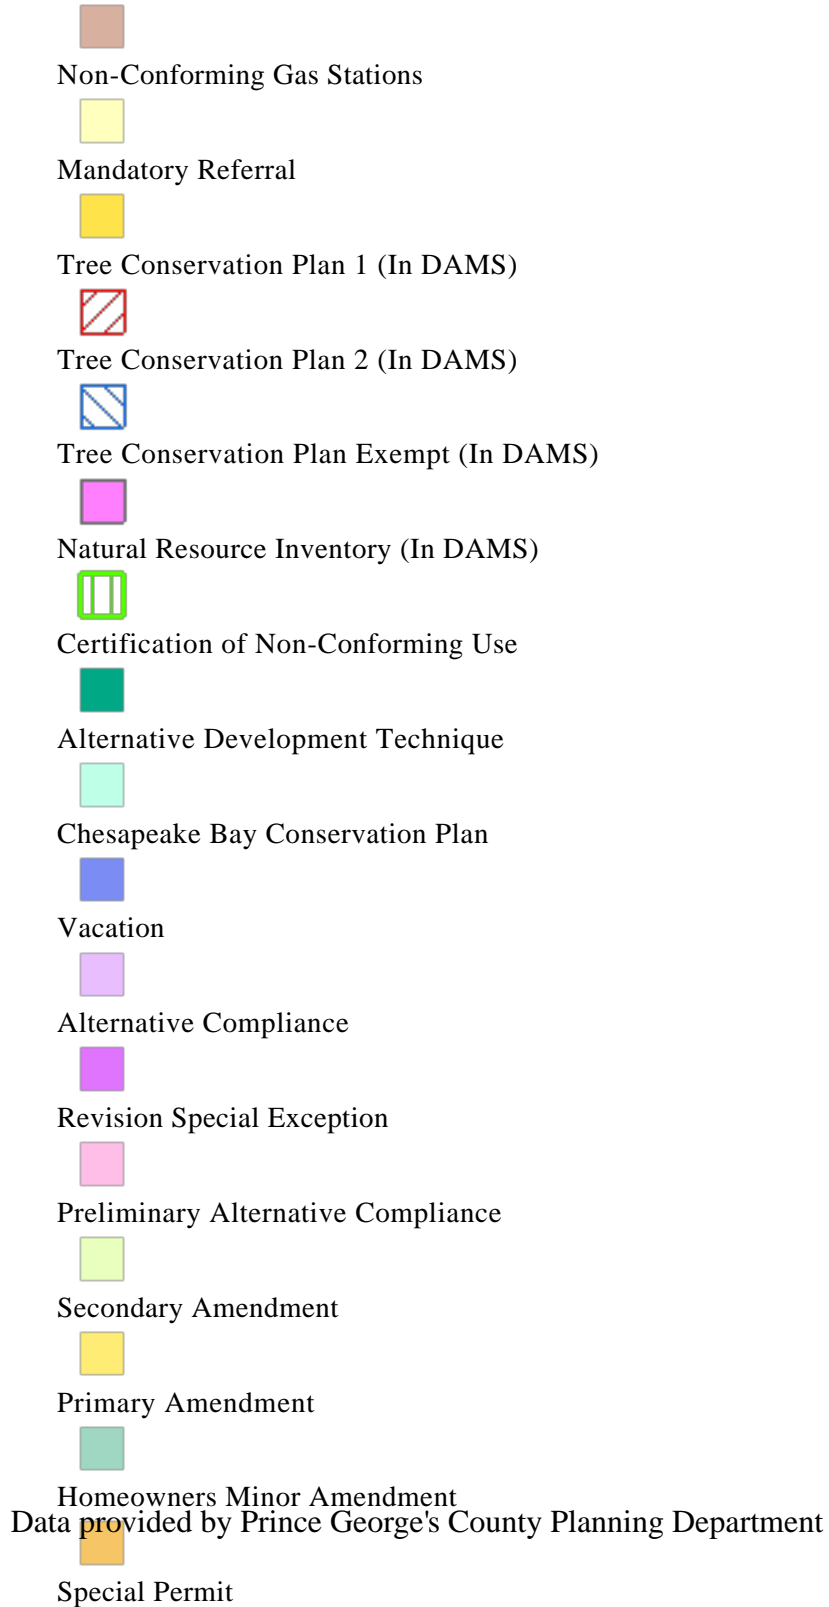 Non-Conforming Gas Stations
Mandatory Referral
Tree Conservation Plan 1 (In DAMS)
Tree Conservation Plan 2 (In DAMS)
Tree Conservation Plan Exempt (In DAMS)
Natural Resource Inventory (In DAMS)
Certification of Non-Conforming Use
Alternative Development Technique
Chesapeake Bay Conservation Plan
Vacation
Alternative Compliance
Revision Special Exception
Preliminary Alternative Compliance
Secondary Amendment
Primary Amendment
Homeowners Minor Amendment
Data provided by Prince George's County Planning Department
Special Permit